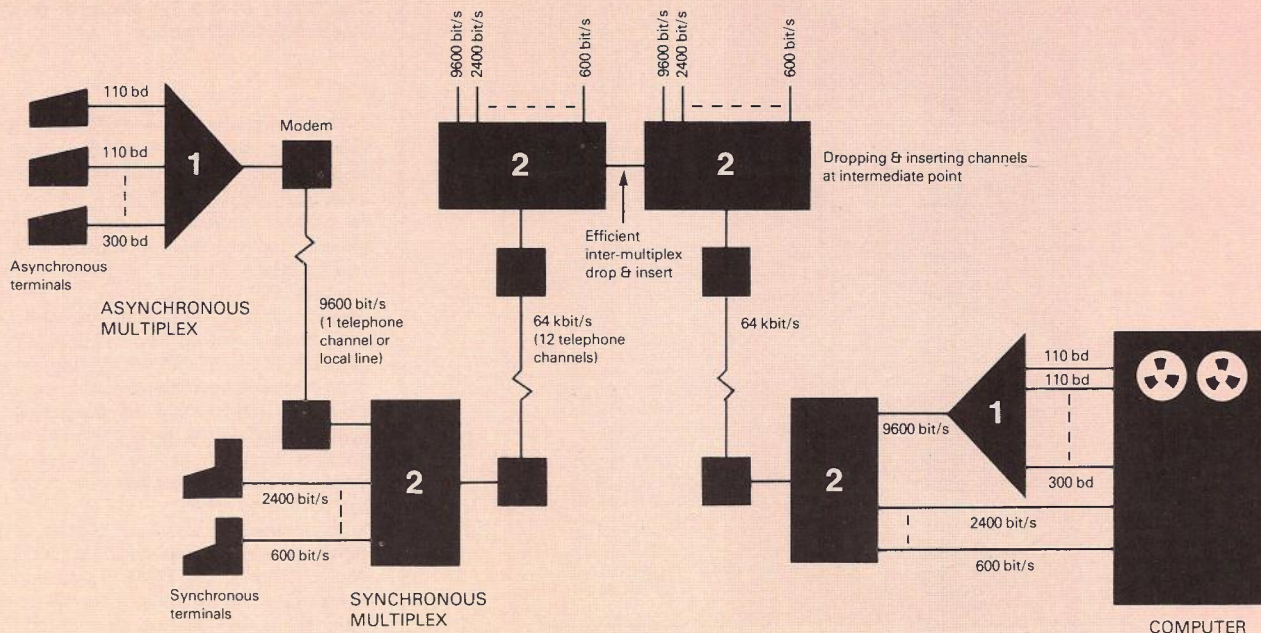 110 bd
110 bd
300 bd
1
Modem
Asynchronous
terminals
ASYNCHRONOUS
MULTIPLEX
9600 bit/s
(1 telephone
channel or
local line)
2400 bit/s
600 bit/s
Synchronous
terminals
2
SYNCHRONOUS
MULTIPLEX
64 kbit/s
(12 telephone
channels)
9600 bit/s
2400 bit/s
600 bit/s
2
Efficient
inter-multiplex
drop & insert
9600 bit/s
2400 bit/s
600 bit/s
2
Dropping & inserting channels
at intermediate point
64 kbit/s
2
9600 bit/s
1
110 bd
110 bd
300 bd
2400 bit/s
600 bit/s
COMPUTER